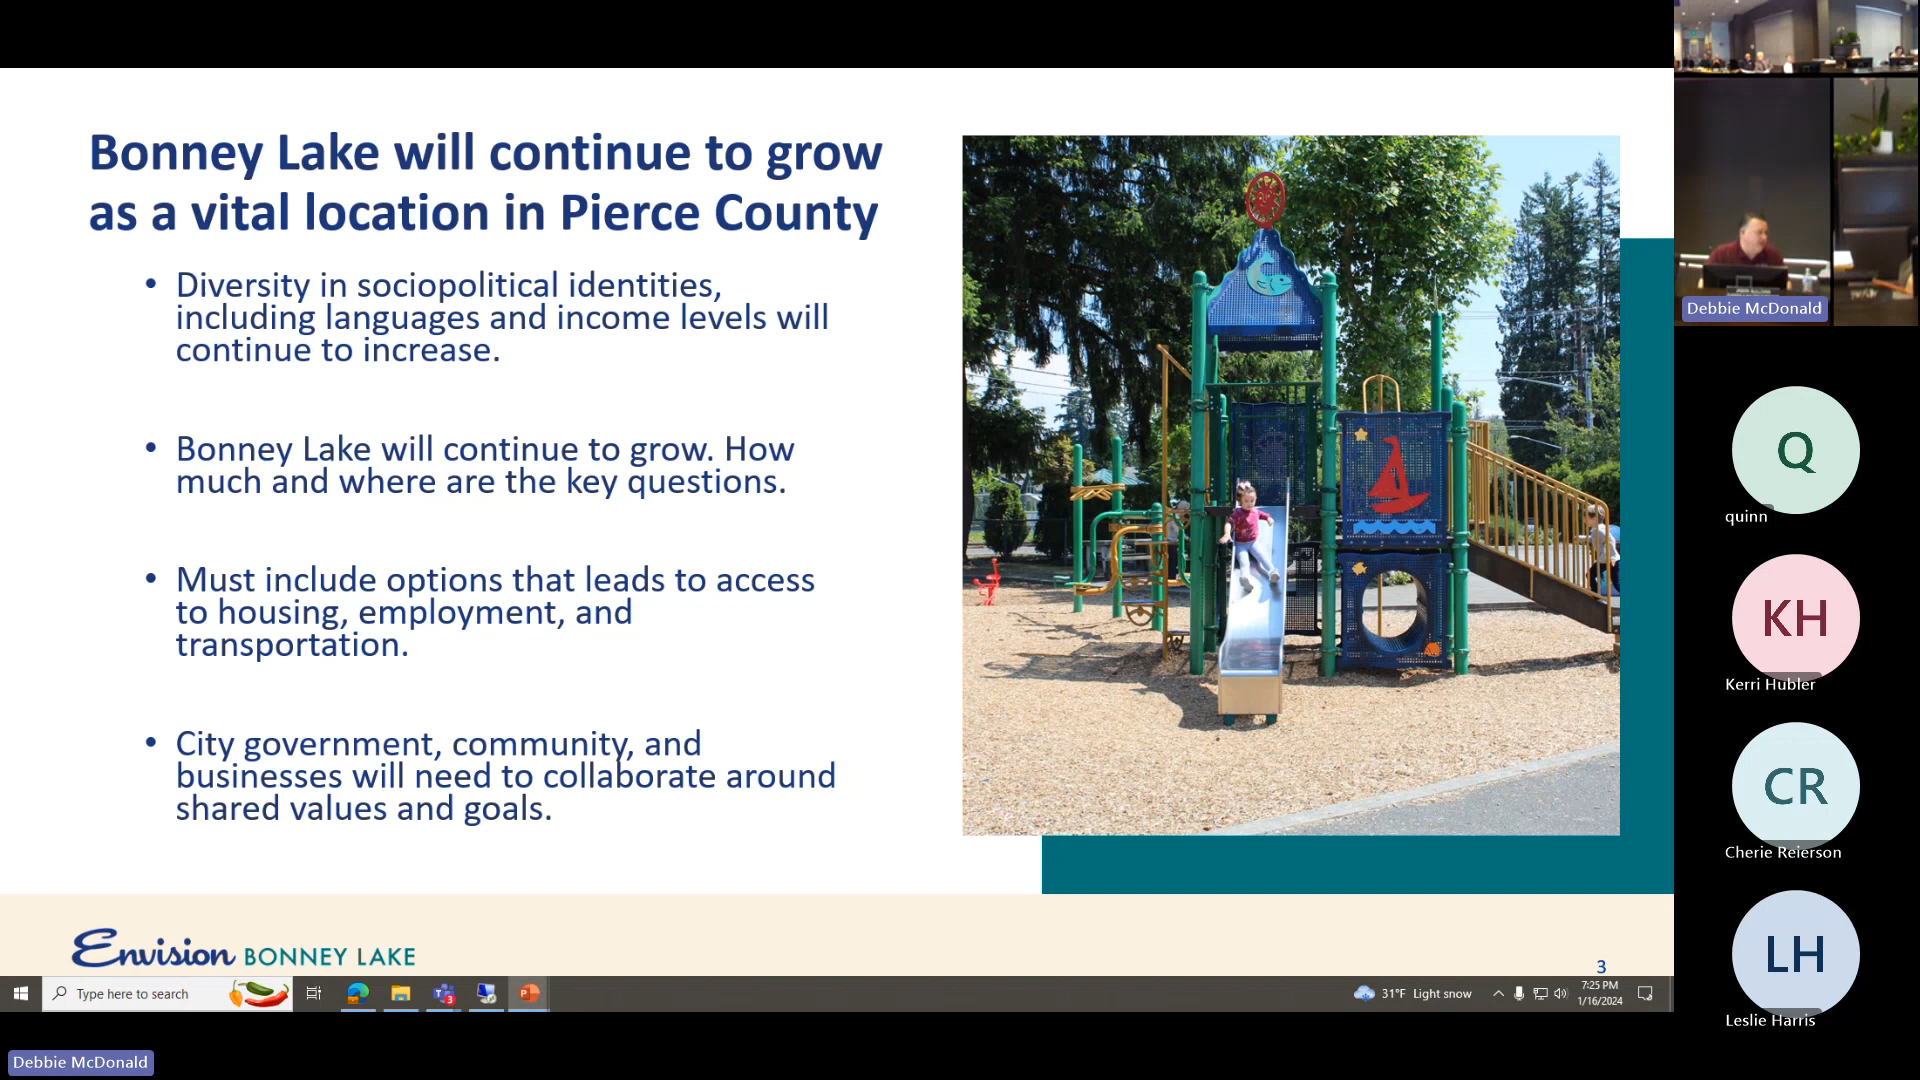 Bonney Lake will continue to grow
as a vital location in Pierce County
• Diversity in sociopolitical identities,
including languages and income levels will
continue to increase.
• Bonney Lake will continue to grow. How
much and where are the key questions.
• Must include options that leads to access
to housing, employment, and
transportation.
• City government, community, and
businesses will need to collaborate around
shared values and goals.
Envision BONNEY LAKE
3
Type here to search
3
31°F Light snow
7:25 PM
1/16/2024
Debbie McDonald
Debbie McDonald
Q
quinn
KH
Kerri Hubler
CR
Cherie Reierson
LH
Leslie Harris